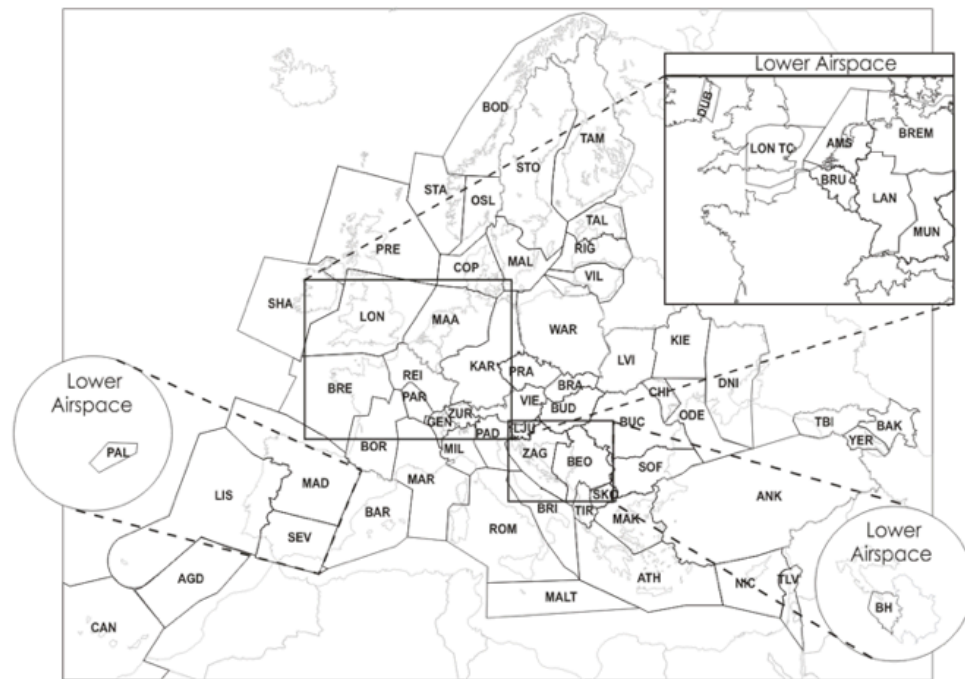 Lower Airspace
DUB
LON TC
AMS
BREM
BRU
LAN
MUN
BOD
TAM
STO
STA
OSL
TAL
PRE
RIG
COP
MAL
VIL
SHA
LON
MAA
WAR
KIE
LVI
KAR
PRA
REI
BRE
BRA
CHI
DNI
PAR
VIE
BUD
ODE
ZUR
GEN
LJU
BUC
TBI
BAK
PAD
YER
BOR
MIL
ZAG
BEO
SOF
MAR
MAD
SKO
ANK
LIS
BAR
BRI
TIR
MAK
ROM
SEV
ATH
AGD
NIC
TLV
MALT
CAN
Lower
Airspace
PAL
Lower
Airspace
BH